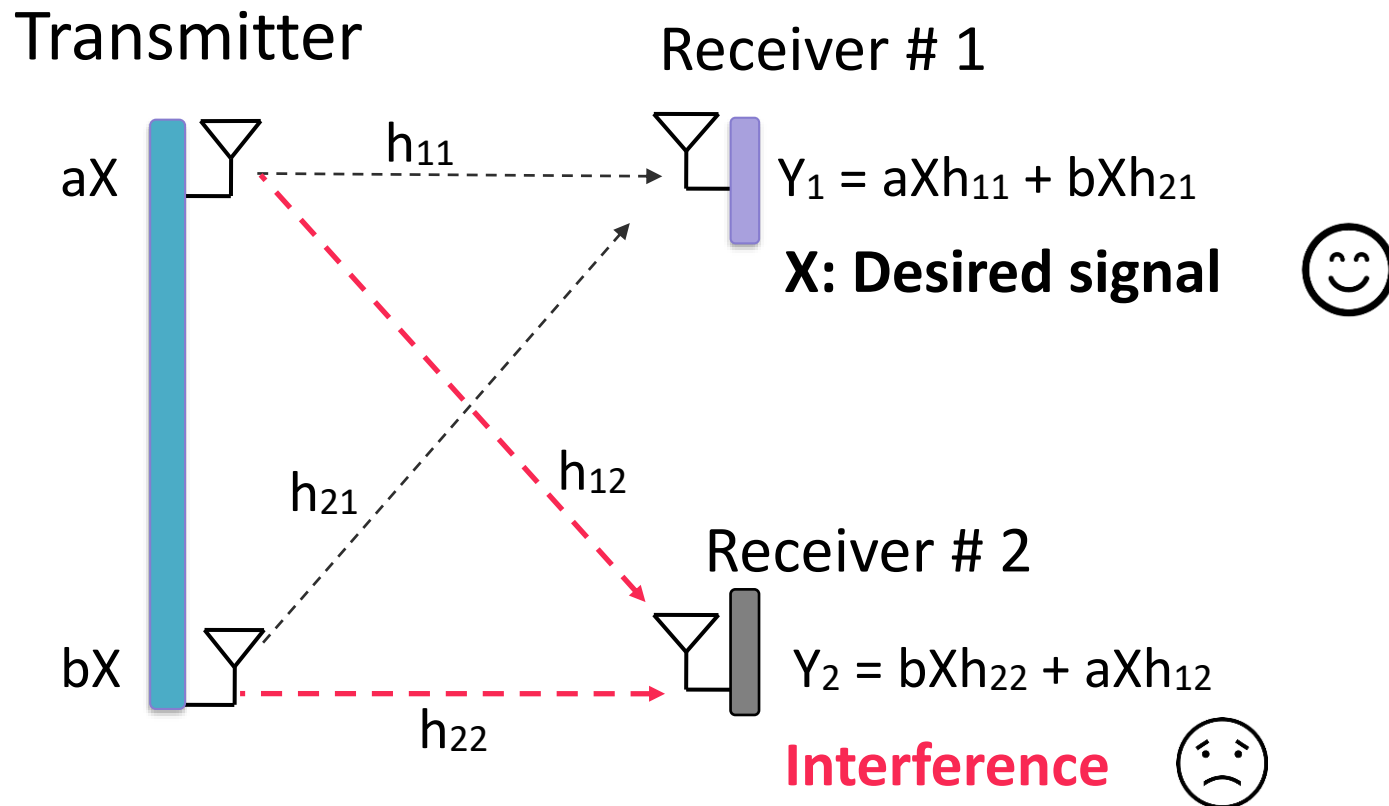 Transmitter
Receiver # 1
aX
h₁₁
Y₁ = aXh₁₁ + bXh₂₁
X: Desired signal
h₂₁
h₁₂
Receiver # 2
bX
h₂₂
Y₂ = bXh₂₂ + aXh₁₂
Interference